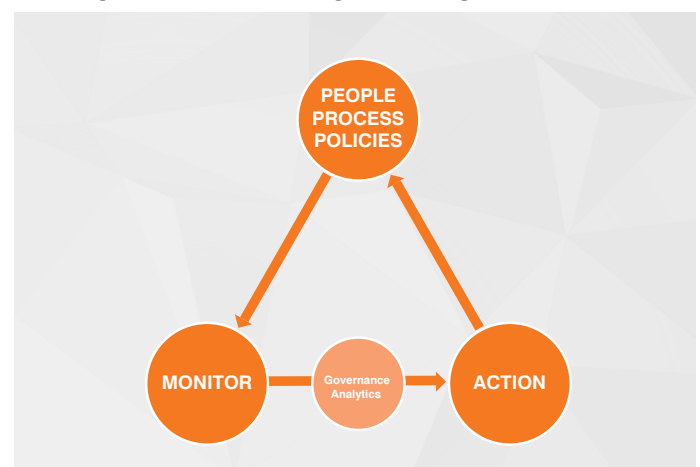 PEOPLE
PROCESS
POLICIES
MONITOR
Governance
Analytics
ACTION